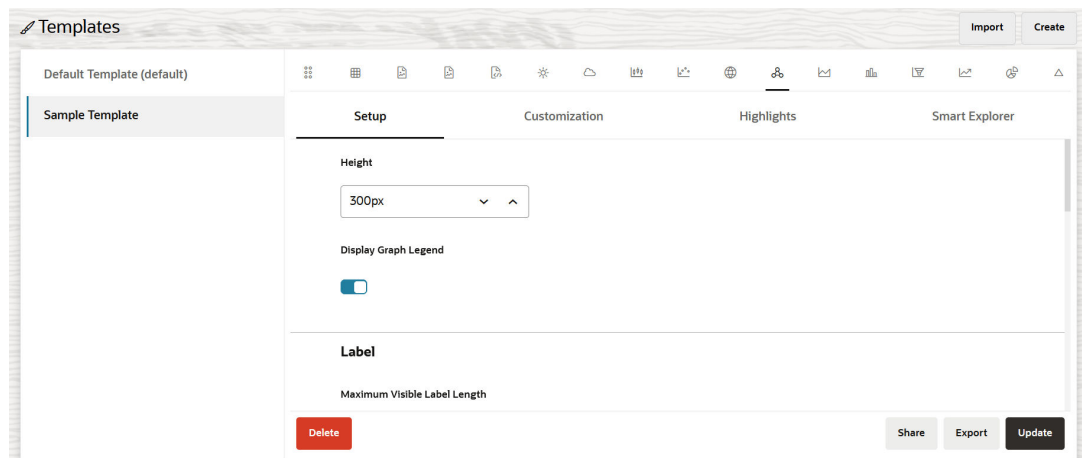 Templates
Import
Create
Default Template (default)
Sample Template
Setup
Customization
Highlights
Smart Explorer
Height
300px
Display Graph Legend
Label
Maximum Visible Label Length
Delete
Share
Export
Update